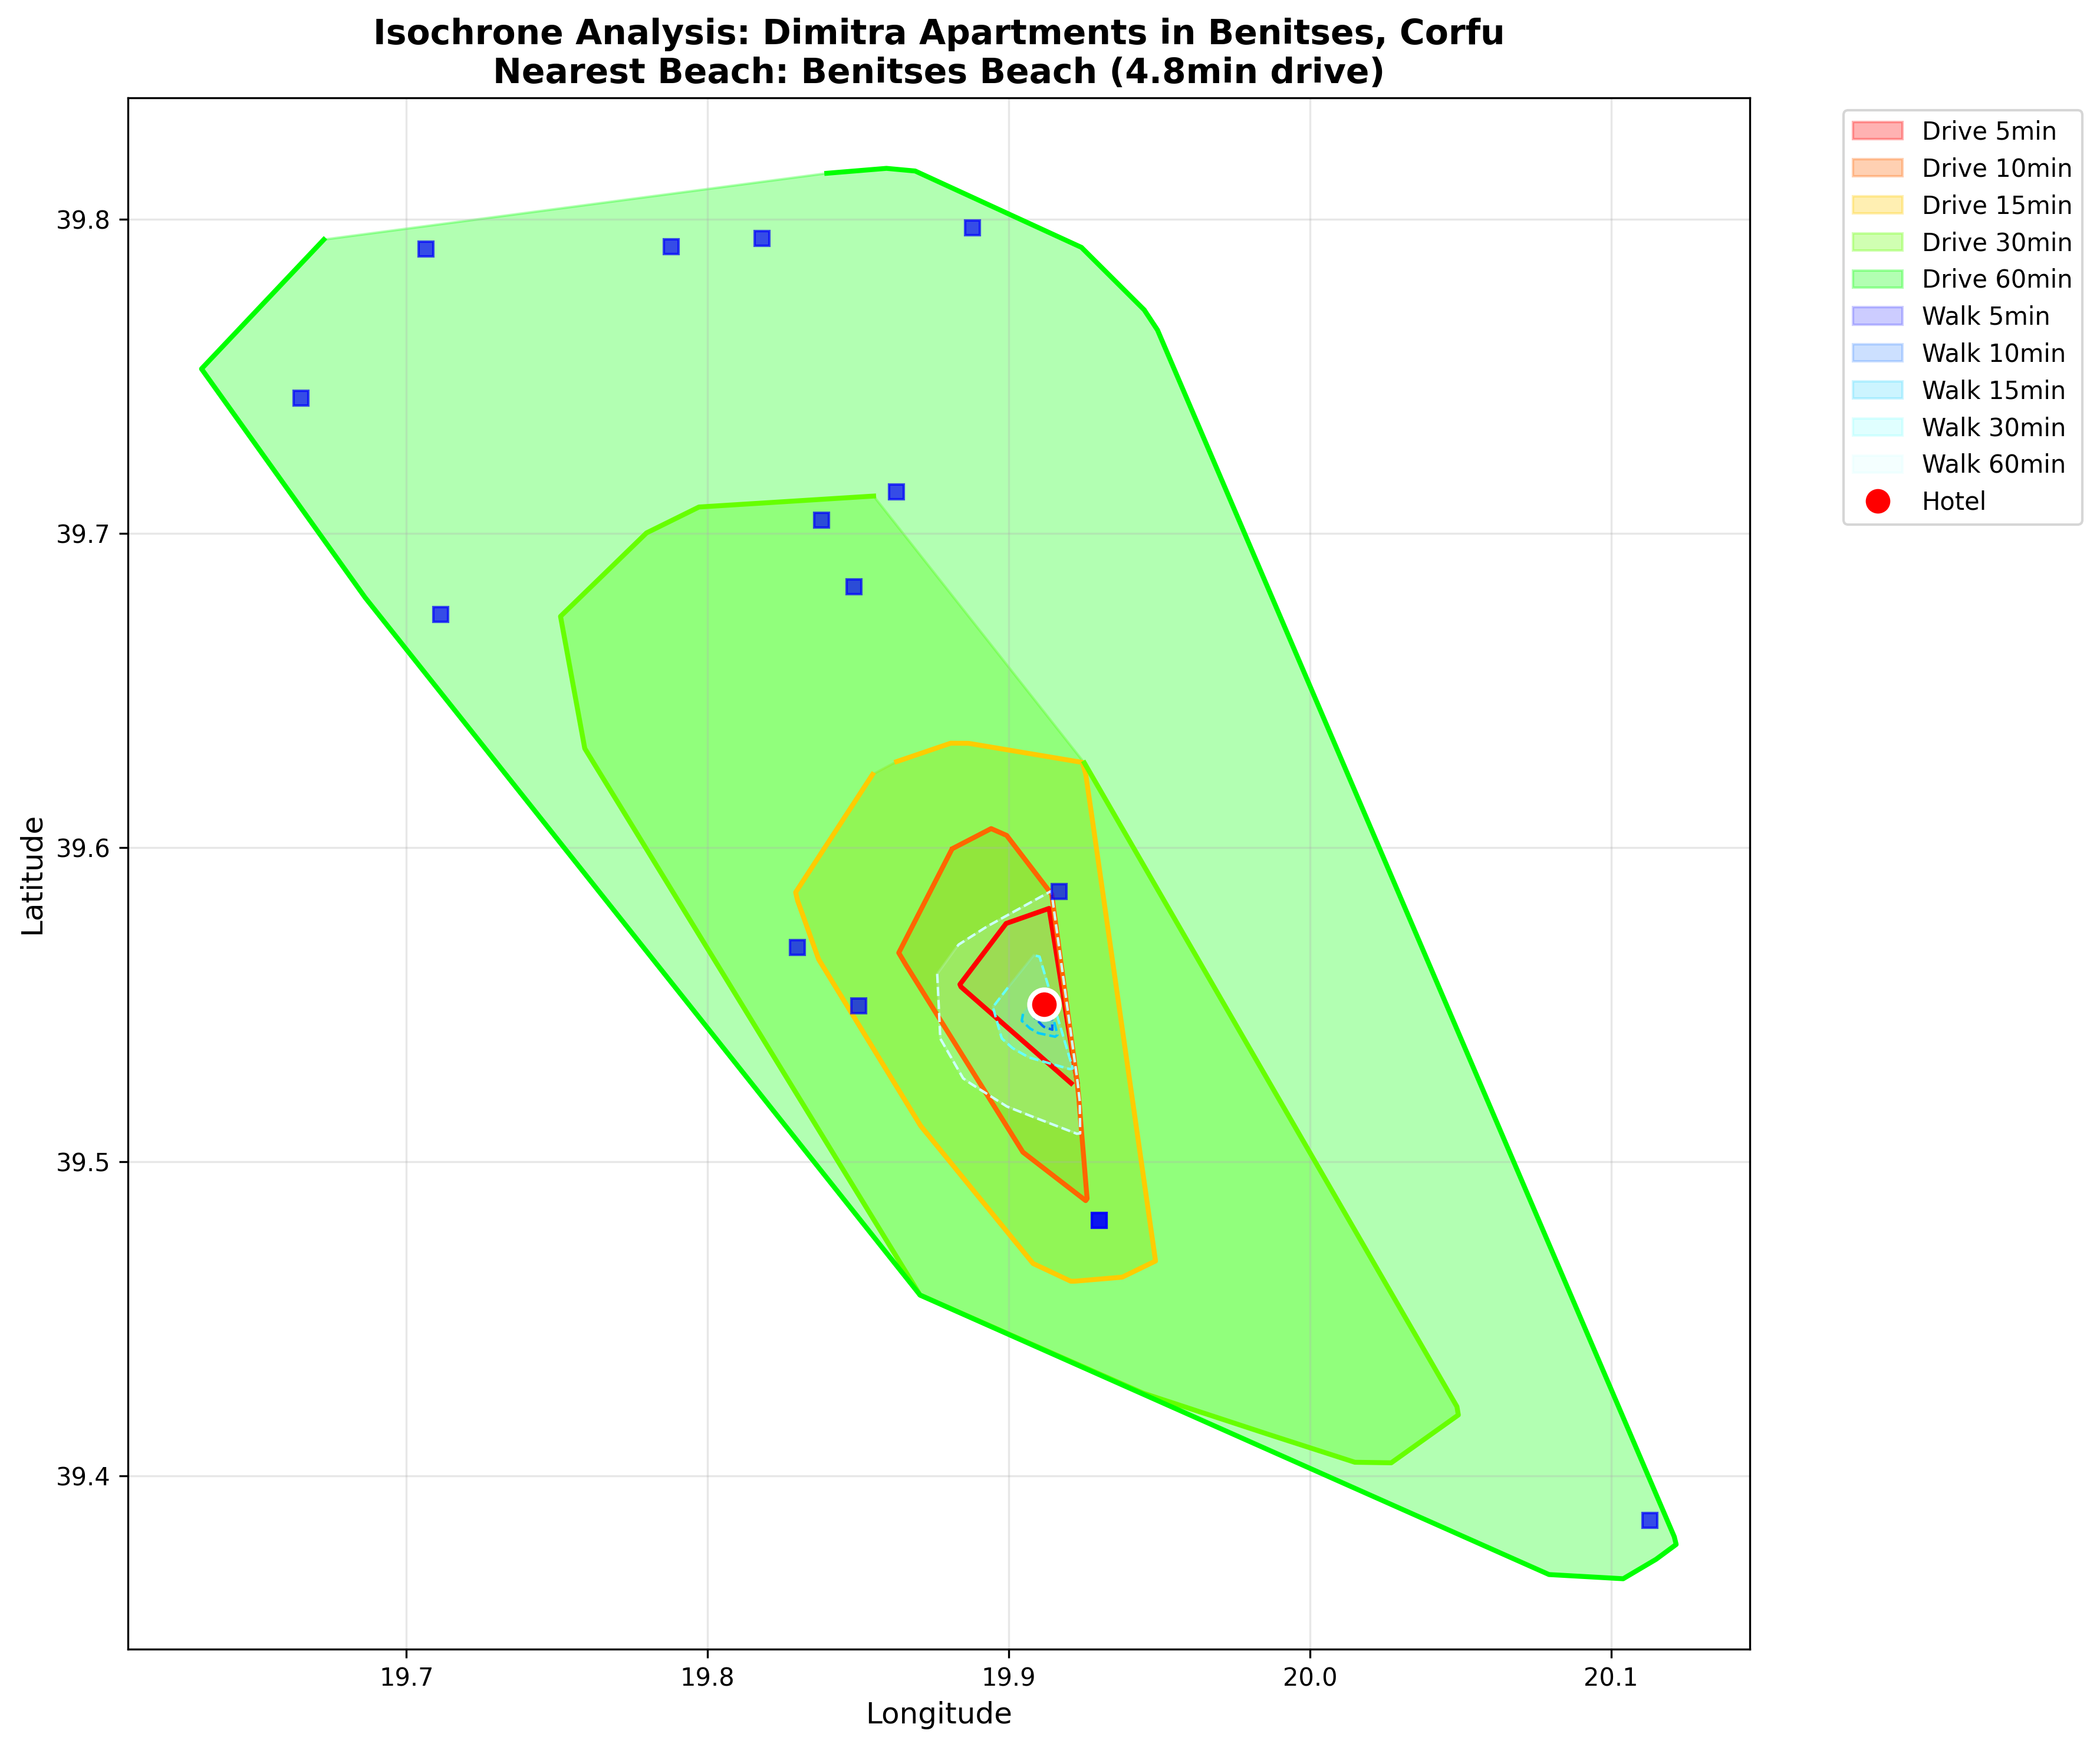 Isochrone Analysis: Dimitra Apartments in Benitses, Corfu
Nearest Beach: Benitses Beach (4.8min drive)
Drive 5min
Drive 10min
Drive 15min
Drive 30min
Drive 60min
Walk 5min
Walk 10min
Walk 15min
Walk 30min
Walk 60min
Hotel
Latitude
39.8
39.7
39.6
39.5
39.4
19.7
19.8
19.9
20.0
20.1
Longitude